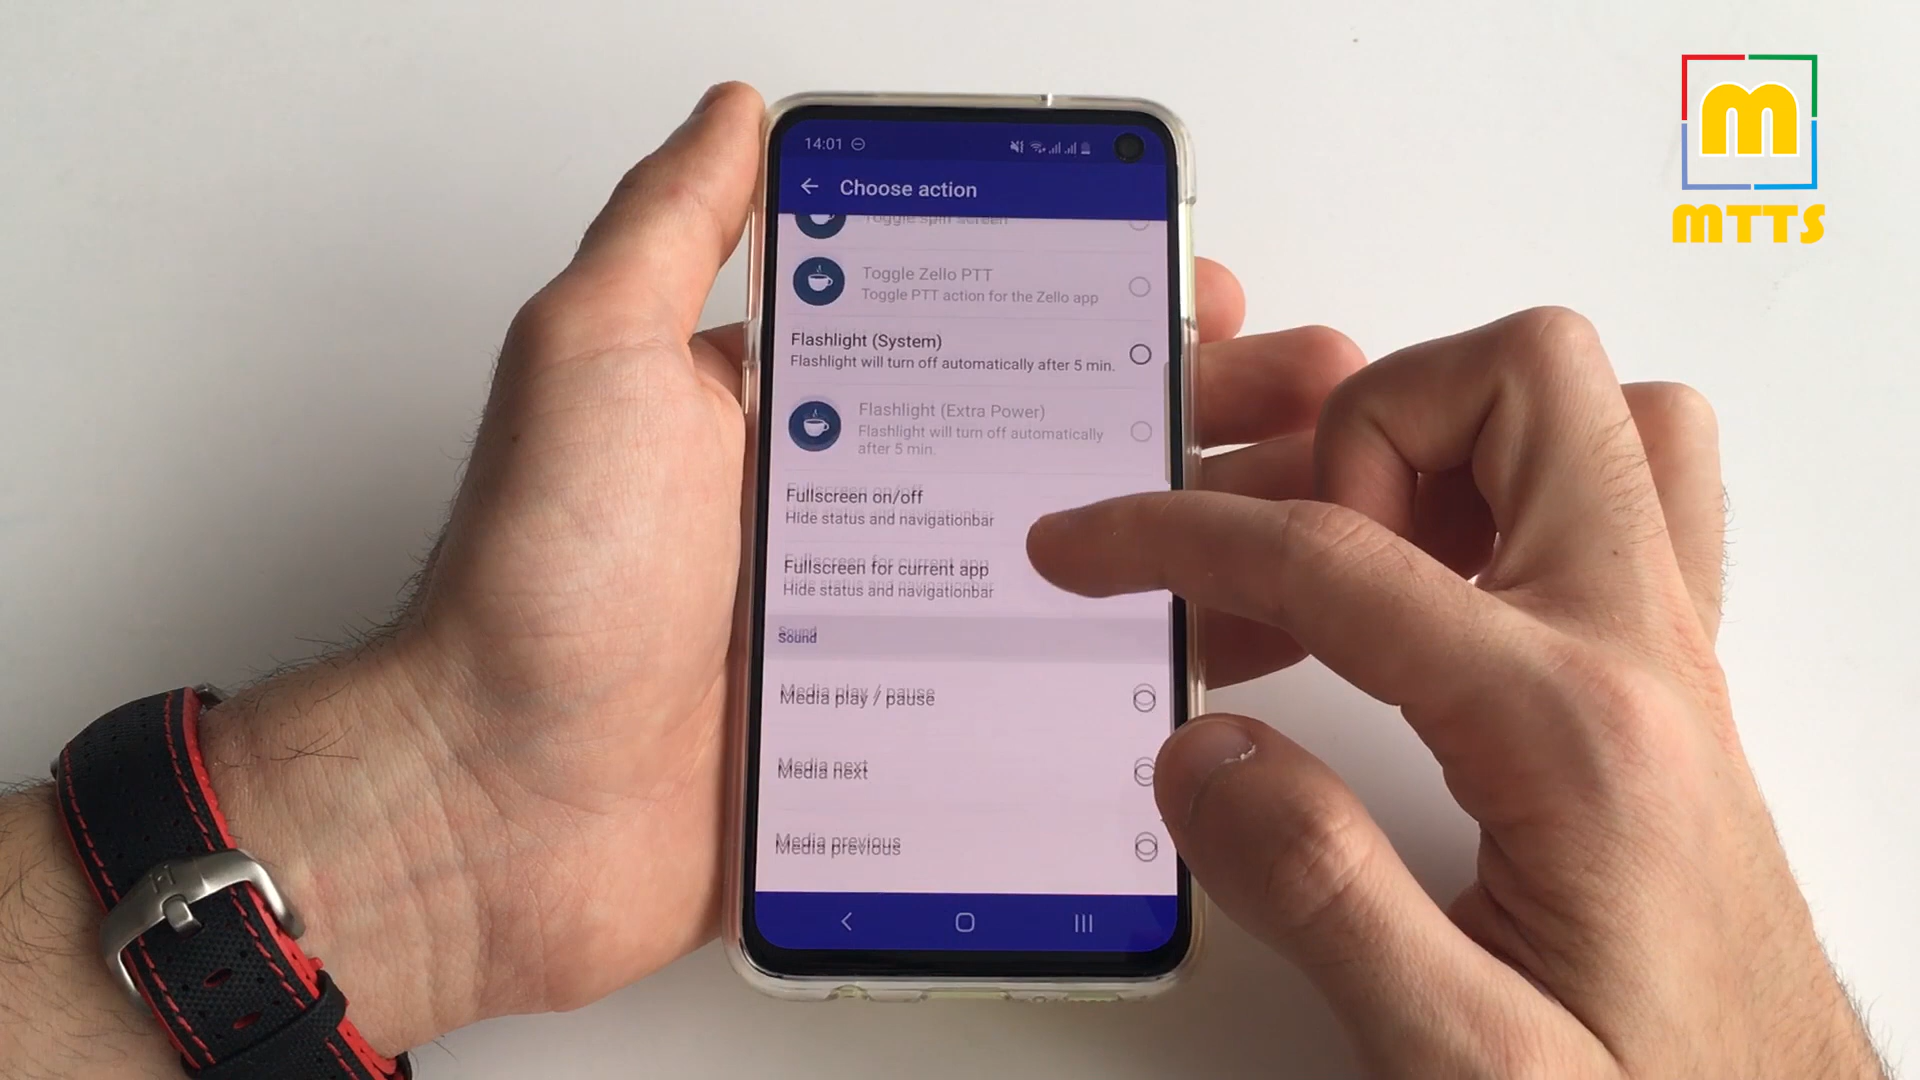 14:01
Choose action
Toggle spin screen
Toggle Zello PTT
Toggle PTT action for the Zello app
Flashlight (System)
Flashlight will turn off automatically after 5 min.
Flashlight (Extra Power)
Flashlight will turn off automatically
after 5 min.
Fullscreen on/off
Hide status and navigationbar
Fullscreen for current app
Hide status and navigationbar
Sound
Media play / pause
Media next
Media previous
M
MTTS